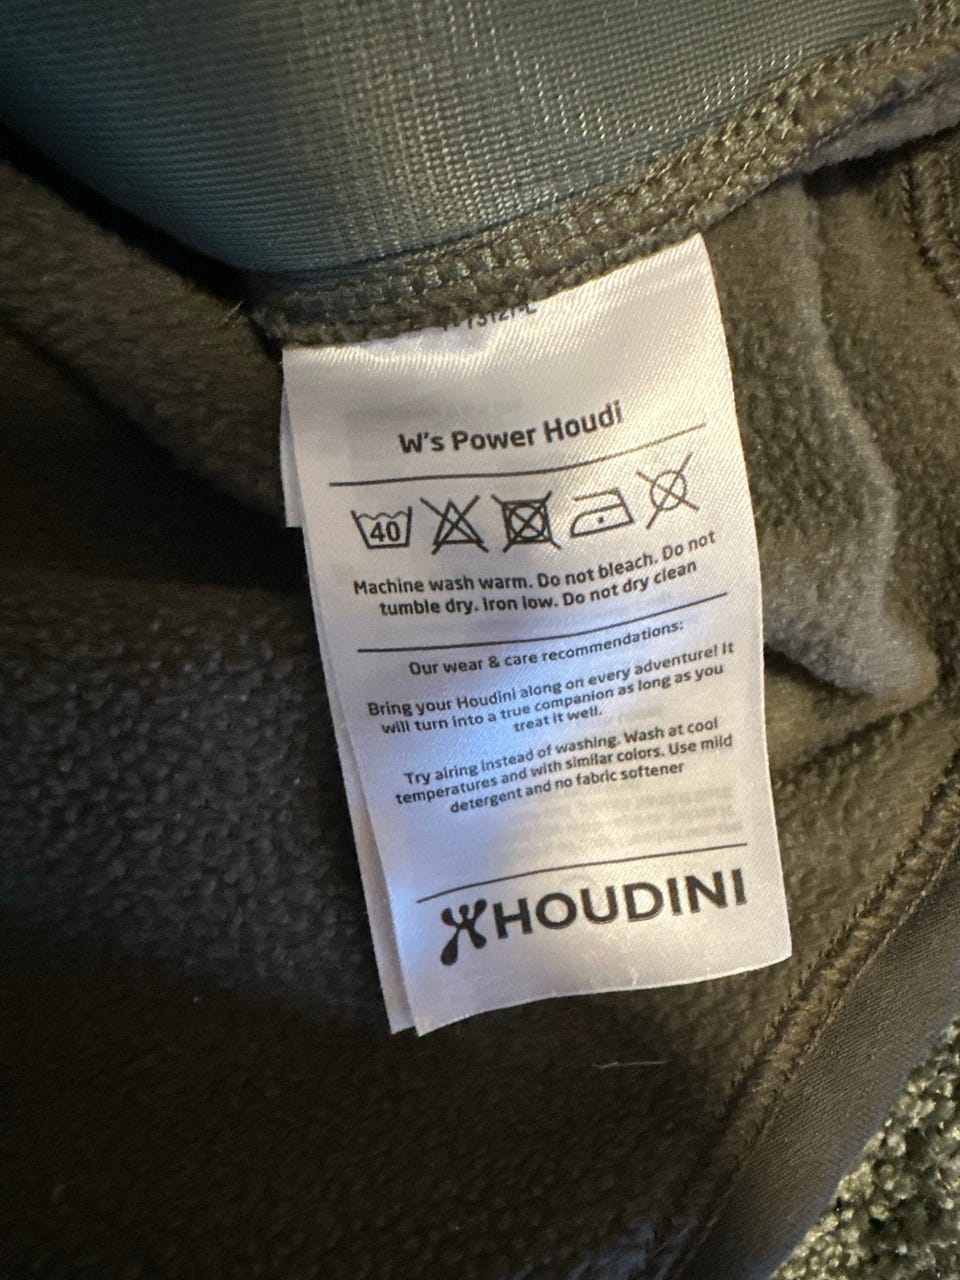 W's Power Houdi
40
Machine wash warm. Do not bleach. Do not
tumble dry. Iron low. Do not dry clean
Our wear & care recommendations:
Bring your Houdini along on every adventure! It
will turn into a true companion as long as you
treat it well.
Try airing instead of washing. Wash at cool
temperatures and with similar colors. Use mild
detergent and no fabric softener
HOUDINI